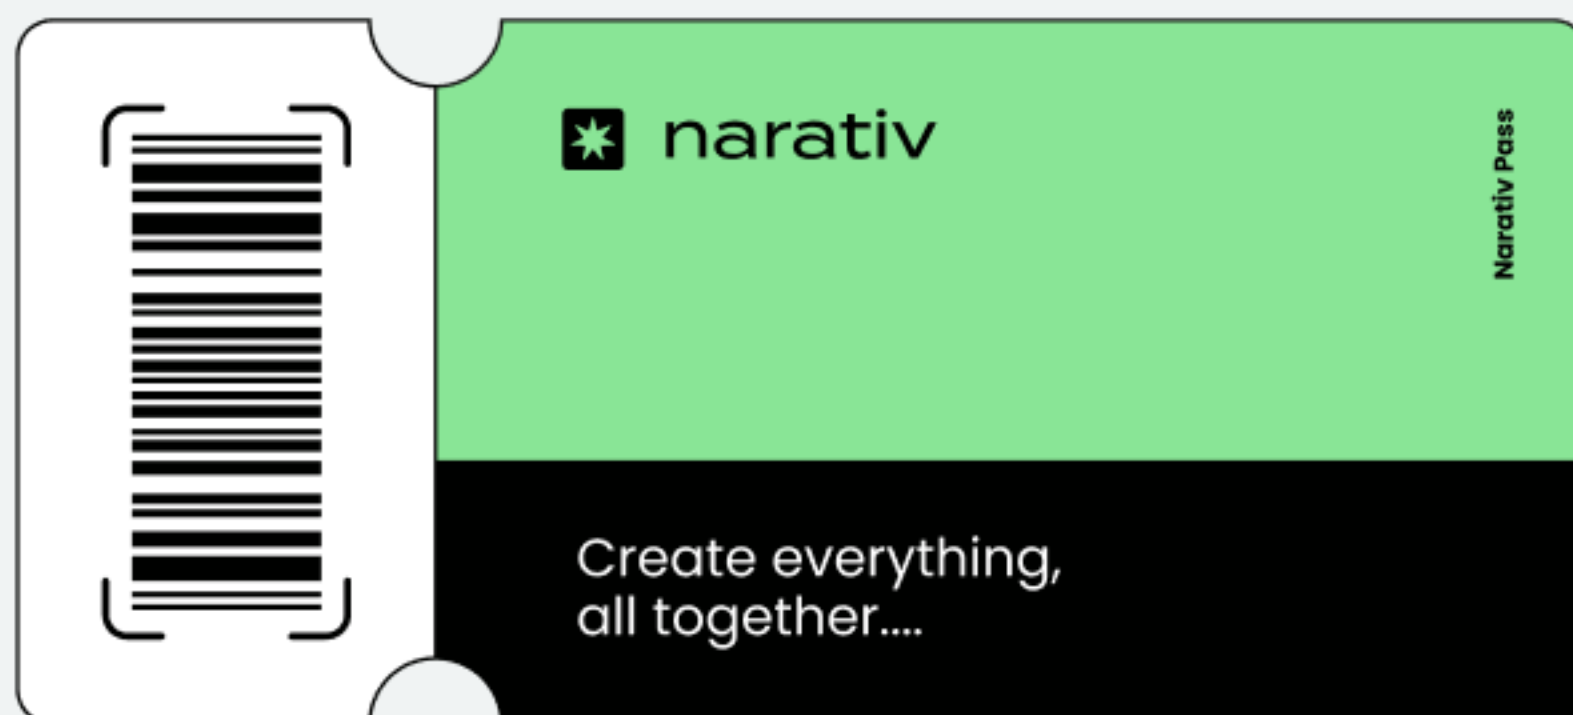 narativ
Narativ Pass
Create everything,
all together....